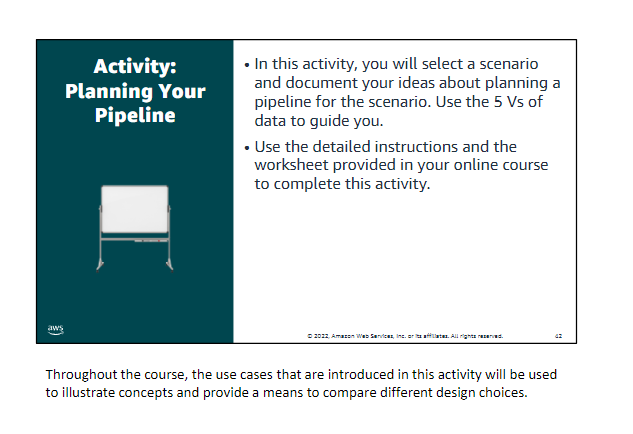 Activity:
Planning Your
Pipeline
• In this activity, you will select a scenario
and document your ideas about planning a
pipeline for the scenario. Use the 5 Vs of
data to guide you.
• Use the detailed instructions and the
worksheet provided in your online course
to complete this activity.
aws
© 2022, Amazon Web Services, Inc. or its affiliates. All rights reserved.
42
Throughout the course, the use cases that are introduced in this activity will be used
to illustrate concepts and provide a means to compare different design choices.